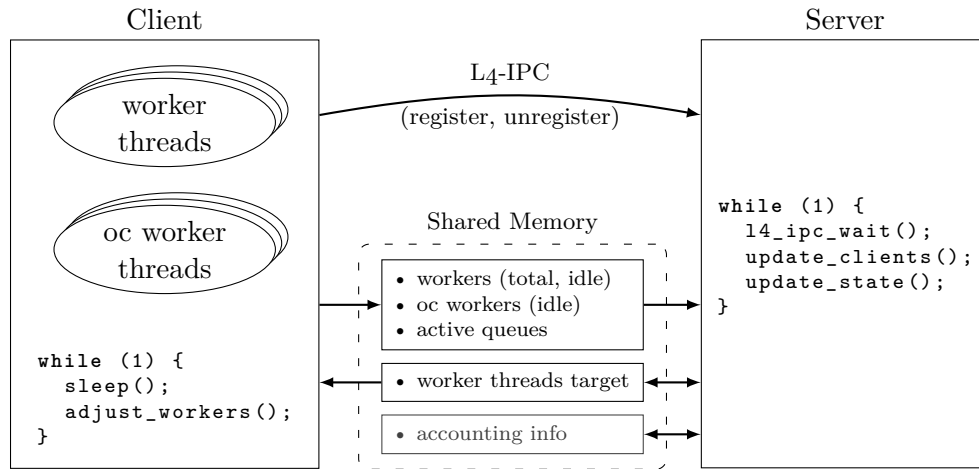 Client
Server
worker
threads
oc worker
threads
while (1) {
  sleep();
  adjust_workers();
}
L4-IPC
(register, unregister)
Shared Memory
• workers (total, idle)
• oc workers (idle)
• active queues
• worker threads target
• accounting info
while (1) {
  l4_ipc_wait();
  update_clients();
  update_state();
}